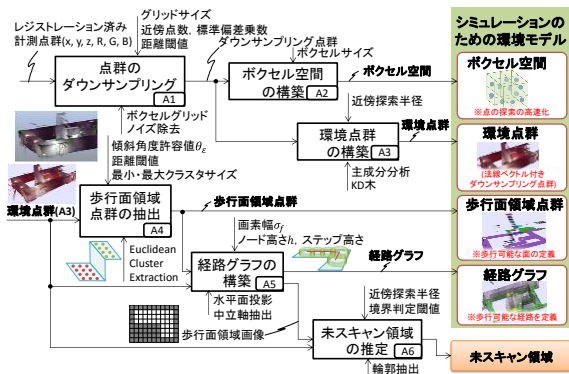 グリッドサイズ
近傍点数, 標準偏差乗数
距離閾値
レジストレーション済み
計測点群(x, y, z, R, G, B)
点群の
ダウンサンプリング
A1
ボクセルグリッド
ノイズ除去
ダウンサンプリング点群
ボクセルサイズ
ボクセル空間
の構築
A2
ボクセル空間
近傍探索半径
環境点群
の構築
A3
環境点群
主成分分析
KD木
傾斜角度許容値θε
距離閾値
最小・最大クラスタサイズ
環境点群(A3)
歩行面領域
点群の抽出
A4
歩行面領域点群
Euclidean
Cluster
Extraction
画素幅σf
ノード高さh, ステップ高さ
経路グラフの
構築
A5
経路グラフ
水平面投影
中立軸抽出
歩行面領域画像
近傍探索半径
境界判定閾値
未スキャン領域
の推定
A6
輪郭抽出
シミュレーションの
ための環境モデル
ボクセル空間
※点の探索の高速化
環境点群
(法線ベクトル付き
ダウンサンプリング点群)
歩行面領域点群
※歩行可能な面の定義
経路グラフ
※歩行可能な経路を定義
未スキャン領域